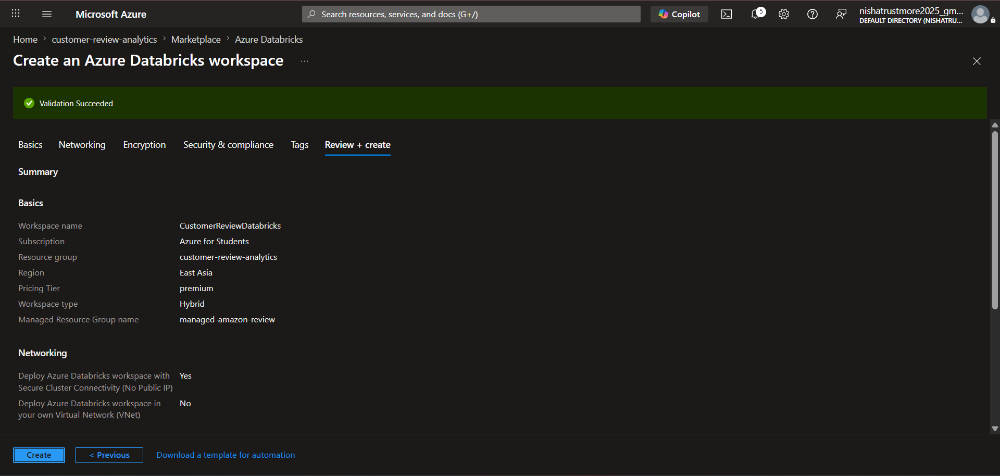 Microsoft Azure
Search resources, services, and docs (G+/)
Copilot
5
nishatrustmore2025_gm...
DEFAULT DIRECTORY (NISHATRU...
Home > customer-review-analytics > Marketplace > Azure Databricks
Create an Azure Databricks workspace ...
Validation Succeeded
Basics Networking Encryption Security & compliance Tags Review + create
Summary
Basics
Workspace name CustomerReviewDatabricks
Subscription Azure for Students
Resource group customer-review-analytics
Region East Asia
Pricing Tier premium
Workspace type Hybrid
Managed Resource Group name managed-amazon-review
Networking
Deploy Azure Databricks workspace with Yes
Secure Cluster Connectivity (No Public IP)
Deploy Azure Databricks workspace in No
your own Virtual Network (VNet)
Create < Previous Download a template for automation